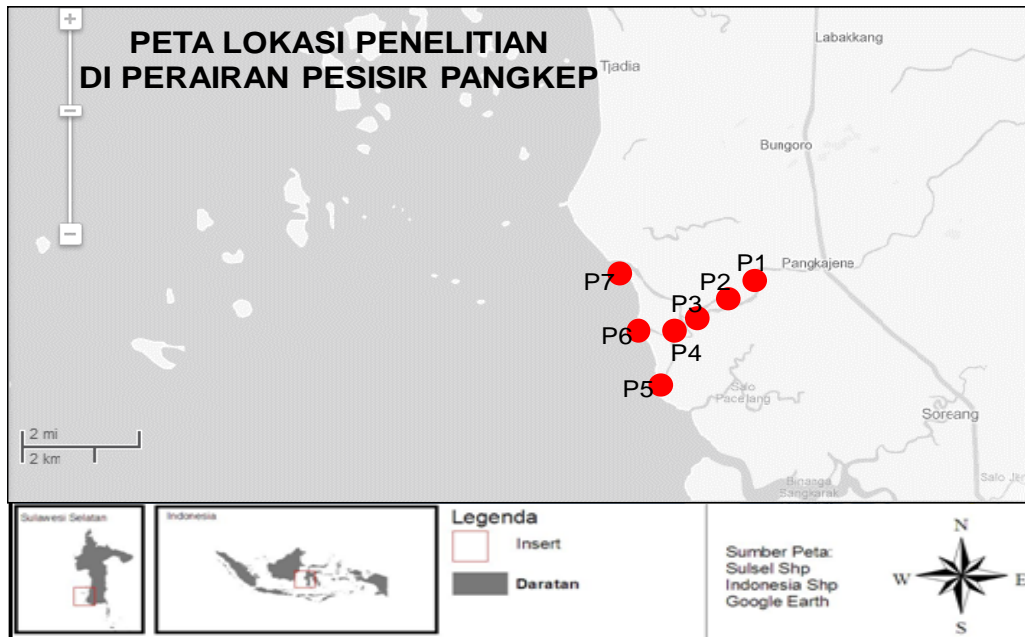 PETA LOKASI PENELITIAN
DI PERAIRAN PESISIR PANGKEP
Labakkang
Tjadia
Bungoro
Pangkajene
P1
P2
P3
P4
P5
P6
P7
Salo
Pacelang
Soreang
Binanga
Sangkarak
2 mi
2 km
Sulawesi Selatan
Indonesia
Legenda
Insert
Daratan
Sumber Peta:
Sulsel Shp
Indonesia Shp
Google Earth
N
W
E
S